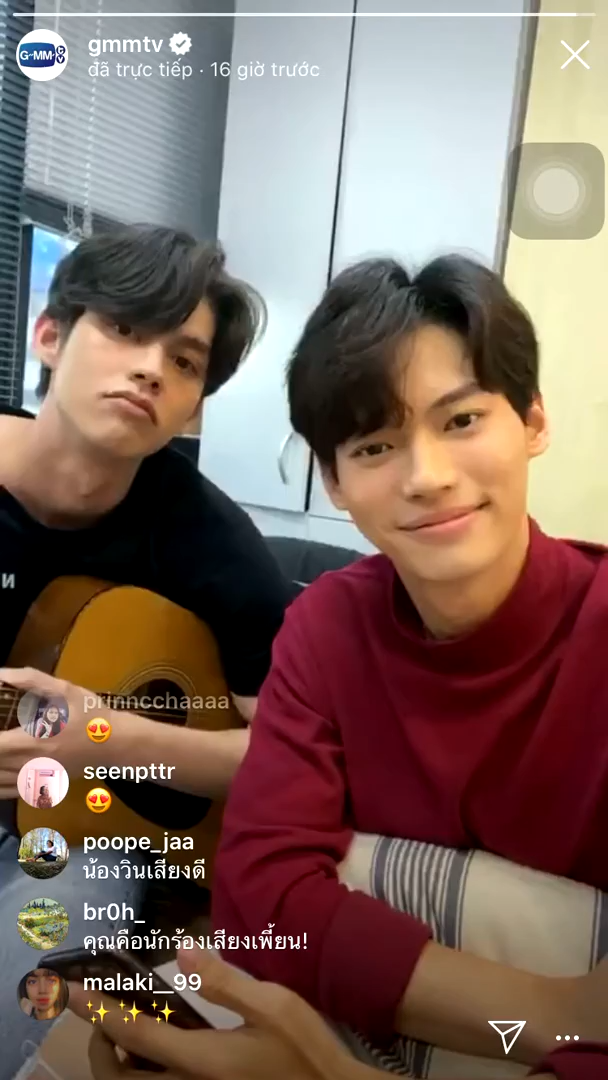 GMM TV
gmmtv
đã trực tiếp · 16 giờ trước
И
prinncchaaaa
😍
seenpttr
😍
poope_jaa
น้องวินเสียงดี
br0h_
คุณคือนักร้องเสียงเพี้ยน!
malaki__99
✨✨✨